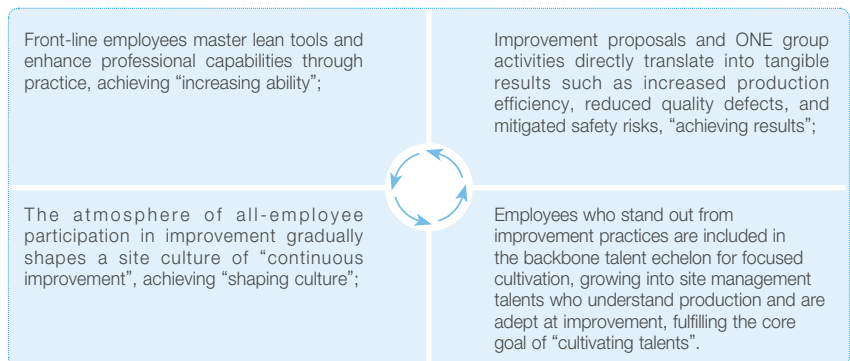 Front-line employees master lean tools and
enhance professional capabilities through
practice, achieving “increasing ability”;
Improvement proposals and ONE group
activities directly translate into tangible
results such as increased production
efficiency, reduced quality defects, and
mitigated safety risks, “achieving results”;
The atmosphere of all-employee
participation in improvement gradually
shapes a site culture of “continuous
improvement”, achieving “shaping culture”;
Employees who stand out from
improvement practices are included in
the backbone talent echelon for focused
cultivation, growing into site management
talents who understand production and are
adept at improvement, fulfilling the core
goal of “cultivating talents”.